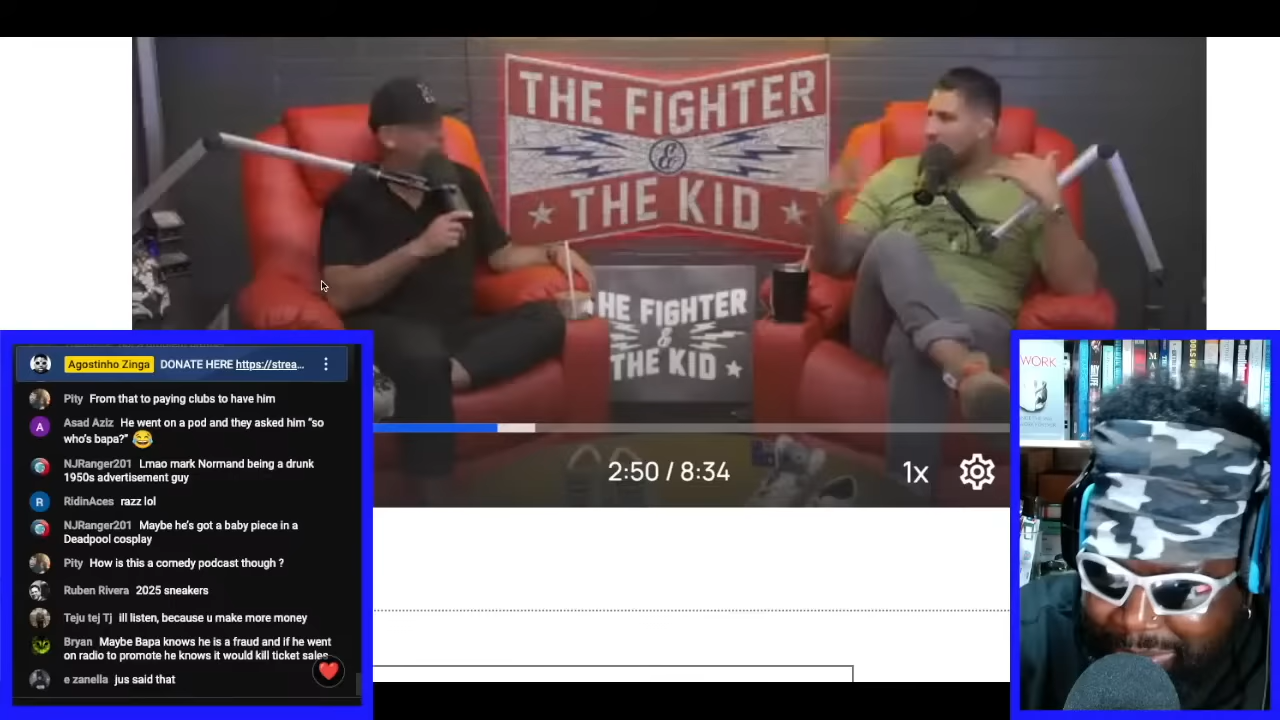 THE FIGHTER
&
THE KID
HE FIGHTER
&
THE KID
2:50 / 8:34
1x
WORK
Agostinho Zinga DONATE HERE https://strea...
Pity From that to paying clubs to have him
Asad Aziz He went on a pod and they asked him “so
who’s bapa?” 😂
NJRanger201 Lmao mark Normand being a drunk
1950s advertisement guy
RidinAces razz lol
NJRanger201 Maybe he’s got a baby piece in a
Deadpool cosplay
Pity How is this a comedy podcast though ?
Ruben Rivera 2025 sneakers
Teju tej Tj ill listen, because u make more money
Bryan Maybe Bapa knows he is a fraud and if he went
on radio to promote he knows it would kill ticket sales
e zanella jus said that
A
R